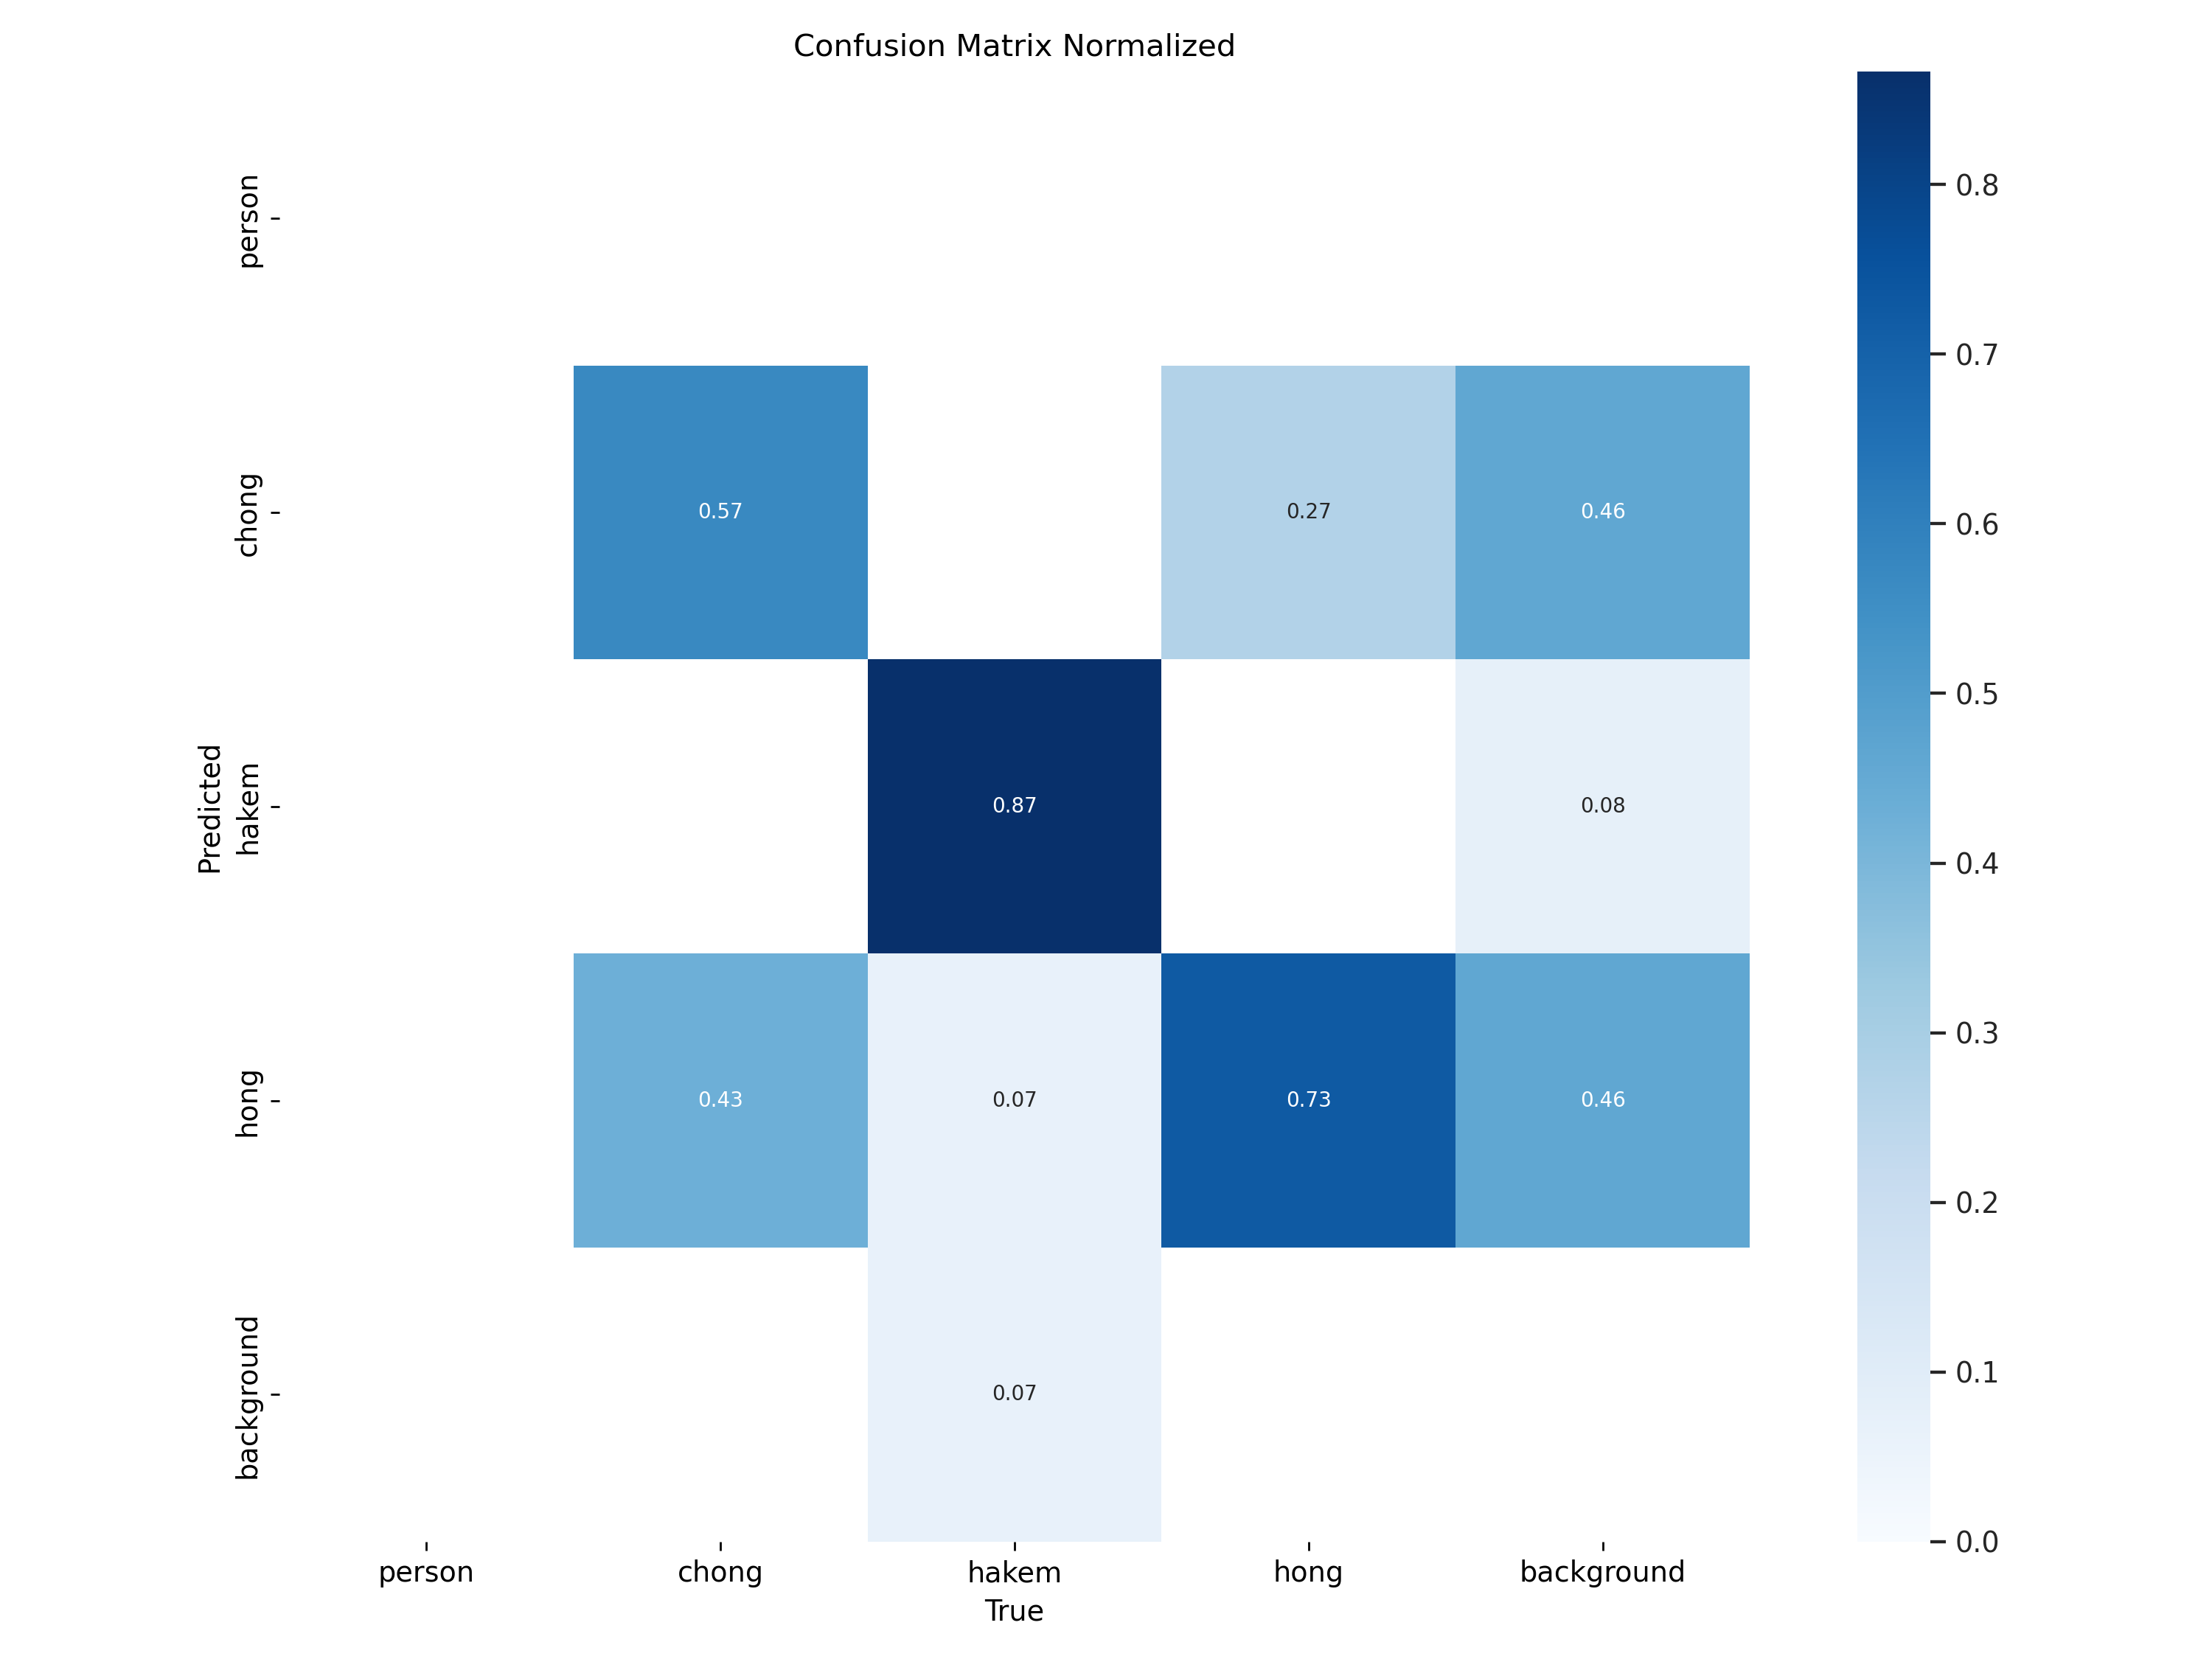 Confusion Matrix Normalized
person
chong
hakem
hong
background
Predicted
0.57
0.27
0.46
0.87
0.08
0.43
0.07
0.73
0.46
0.07
person
chong
hakem
hong
background
True
0.8
0.7
0.6
0.5
0.4
0.3
0.2
0.1
0.0